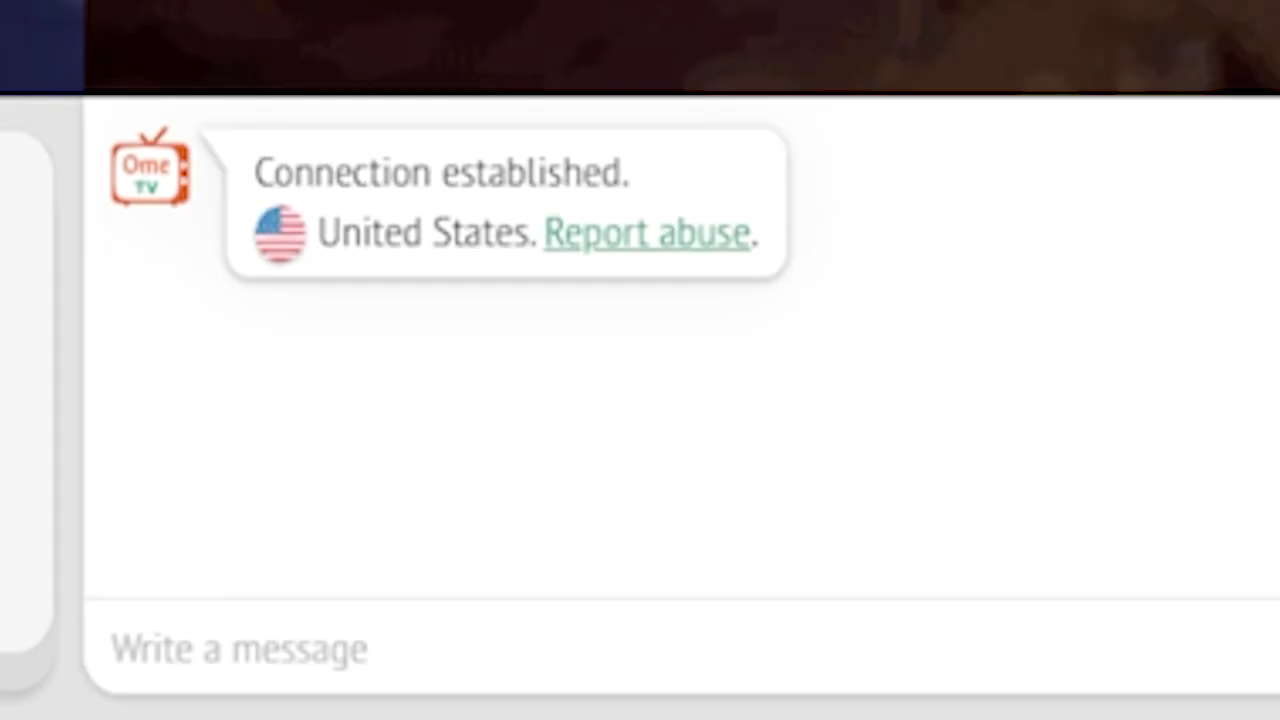 Ome
TV
Connection established.
United States. Report abuse.
Write a message